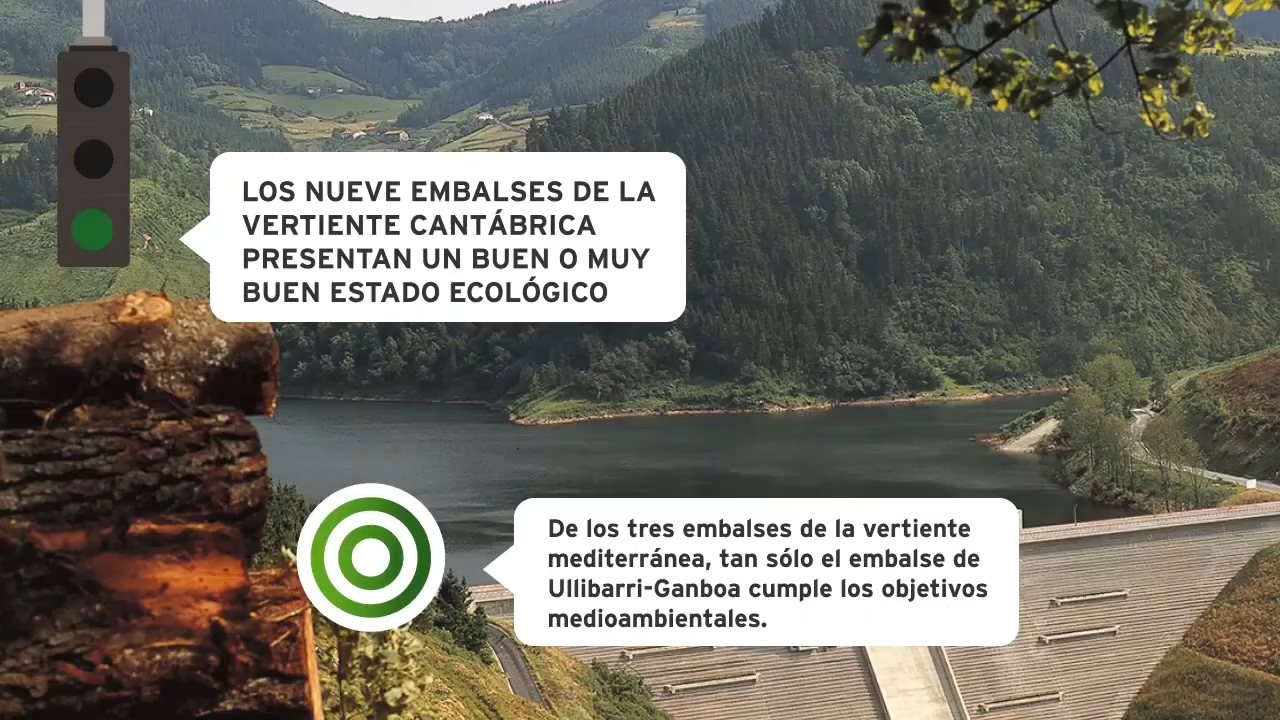 LOS NUEVE EMBALSES DE LA
VERTIENTE CANTÁBRICA
PRESENTAN UN BUEN O MUY
BUEN ESTADO ECOLÓGICO
De los tres embalses de la vertiente
mediterránea, tan sólo el embalse de
Ullibarri-Ganboa cumple los objetivos
medioambientales.